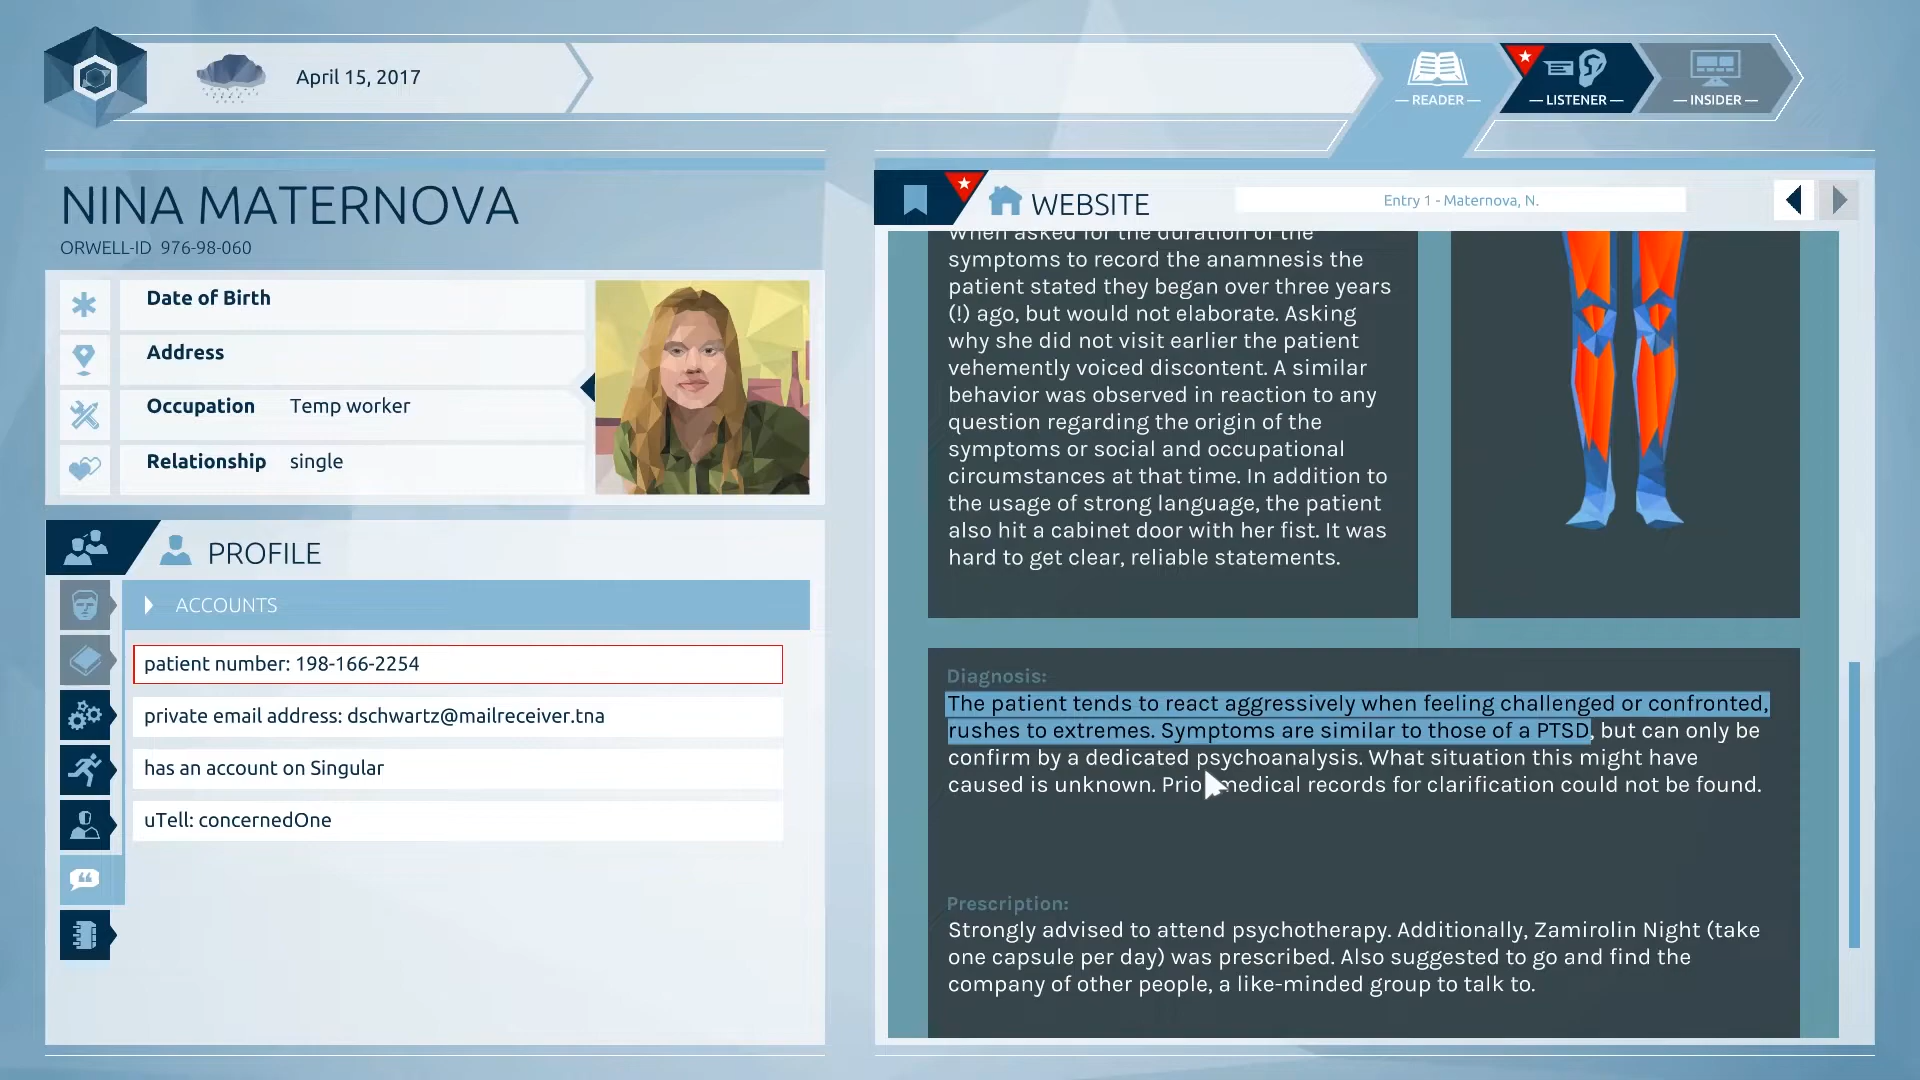 April 15, 2017
— READER —
— LISTENER —
— INSIDER —
NINA MATERNOVA
ORWELL-ID 976-98-060
Date of Birth
Address
Occupation Temp worker
Relationship single
PROFILE
ACCOUNTS
patient number: 198-166-2254
private email address: dschwartz@mailreceiver.tna
has an account on Singular
uTell: concernedOne
WEBSITE
Entry 1 - Maternova, N.
When asked for the duration of the
symptoms to record the anamnesis the
patient stated they began over three years
(!) ago, but would not elaborate. Asking
why she did not visit earlier the patient
vehemently voiced discontent. A similar
behavior was observed in reaction to any
question regarding the origin of the
symptoms or social and occupational
circumstances at that time. In addition to
the usage of strong language, the patient
also hit a cabinet door with her fist. It was
hard to get clear, reliable statements.
Diagnosis:
The patient tends to react aggressively when feeling challenged or confronted,
rushes to extremes. Symptoms are similar to those of a PTSD, but can only be
confirm by a dedicated psychoanalysis. What situation this might have
caused is unknown. Prior medical records for clarification could not be found.
Prescription:
Strongly advised to attend psychotherapy. Additionally, Zamirolin Night (take
one capsule per day) was prescribed. Also suggested to go and find the
company of other people, a like-minded group to talk to.